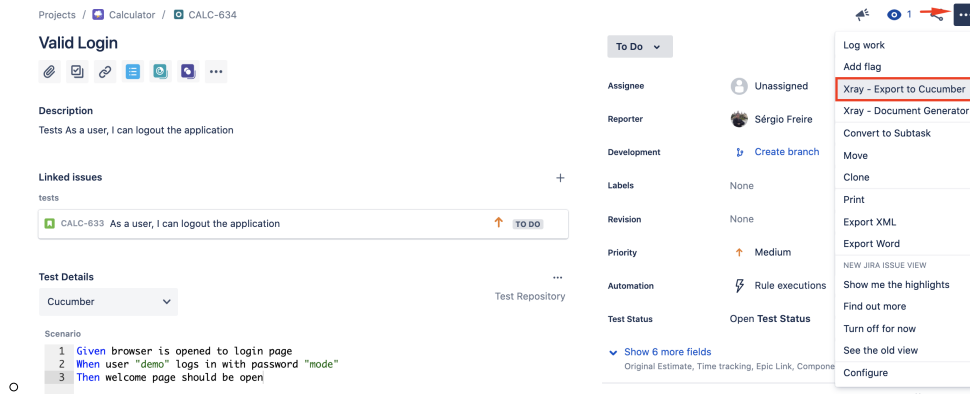 Projects / Calculator / CALC-634
1
Valid Login
Description
Tests As a user, I can logout the application
Linked issues
tests
CALC-633 As a user, I can logout the application
TO DO
Test Details
Cucumber
Test Repository
Scenario
1 Given browser is opened to login page
2 When user "demo" logs in with password "mode"
3 Then welcome page should be open
To Do
Assignee Unassigned
Reporter Sérgio Freire
Development Create branch
Labels None
Revision None
Priority Medium
Automation Rule executions
Test Status Open Test Status
Show 6 more fields
Original Estimate, Time tracking, Epic Link, Compone
Log work
Add flag
Xray - Export to Cucumber
Xray - Document Generator
Convert to Subtask
Move
Clone
Print
Export XML
Export Word
NEW JIRA ISSUE VIEW
Show me the highlights
Find out more
Turn off for now
See the old view
Configure